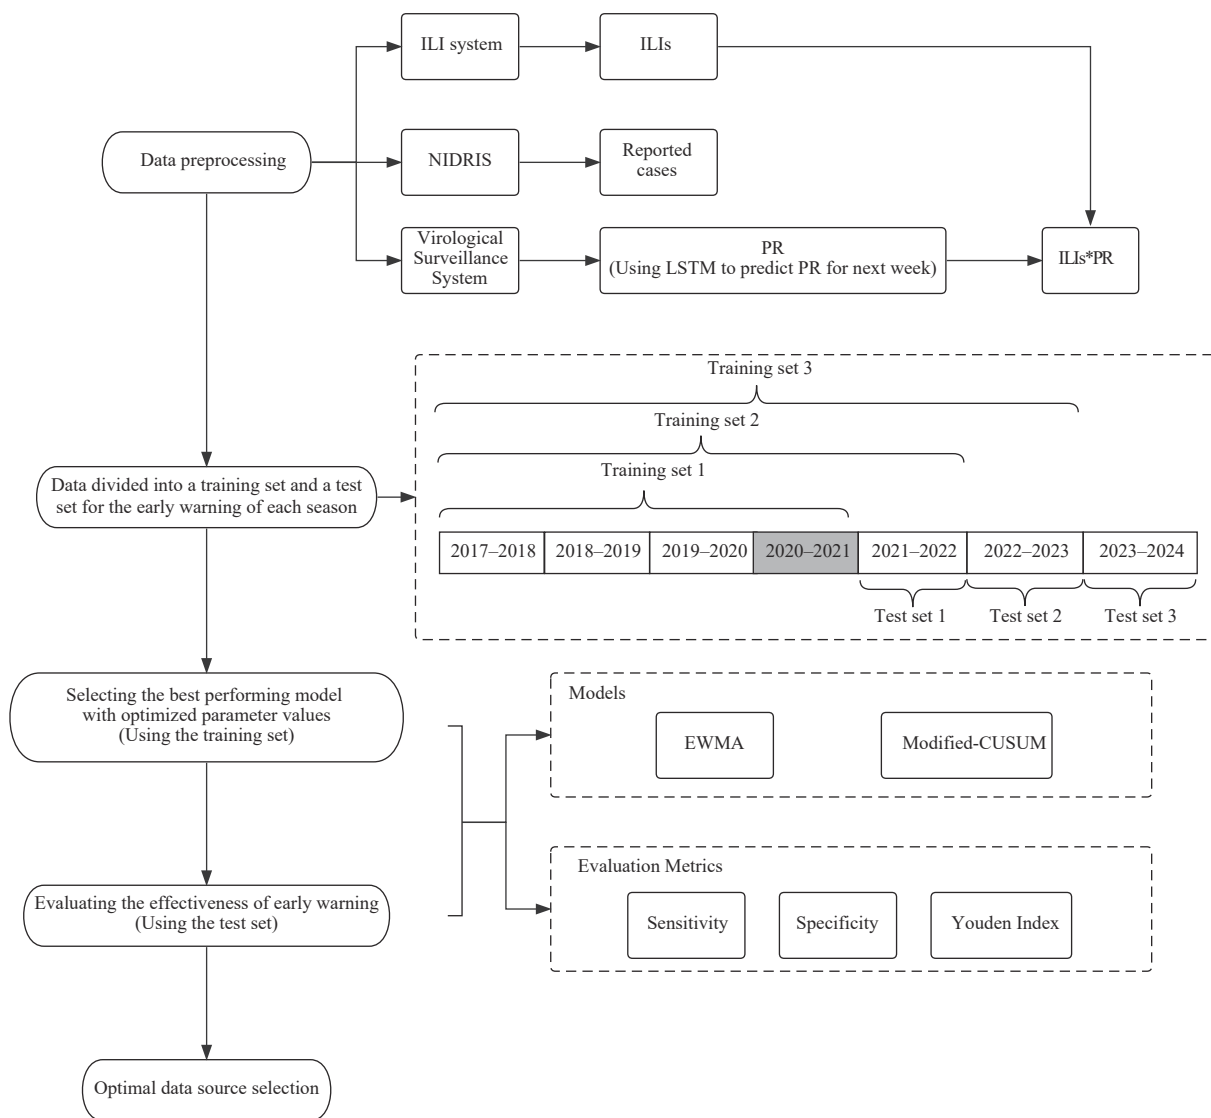 ILI system
ILIs
Data preprocessing
NIDRIS
Reported
cases
Virological
Surveillance
System
PR
(Using LSTM to predict PR for next week)
ILIs*PR
Training set 3
Training set 2
Training set 1
Data divided into a training set and a test
set for the early warning of each season
2017–2018
2018–2019
2019–2020
2020–2021
2021–2022
2022–2023
2023–2024
Test set 1
Test set 2
Test set 3
Selecting the best performing model
with optimized parameter values
(Using the training set)
Models
EWMA
Modified-CUSUM
Evaluating the effectiveness of early warning
(Using the test set)
Evaluation Metrics
Sensitivity
Specificity
Youden Index
Optimal data source selection